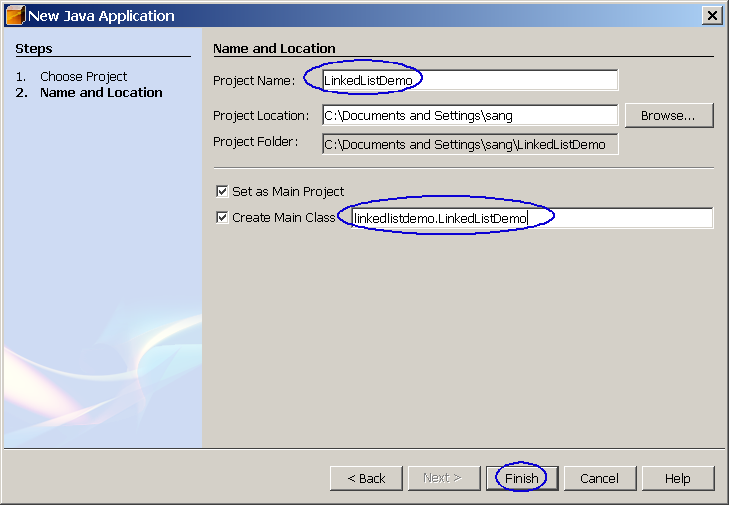 New Java Application
Steps
1. Choose Project
2. Name and Location
Name and Location
Project Name: LinkedListDemo
Project Location: C:\Documents and Settings\sang Browse...
Project Folder: C:\Documents and Settings\sang\LinkedListDemo
Set as Main Project
Create Main Class linkedlistdemo.LinkedListDemo
< Back Next > Finish Cancel Help